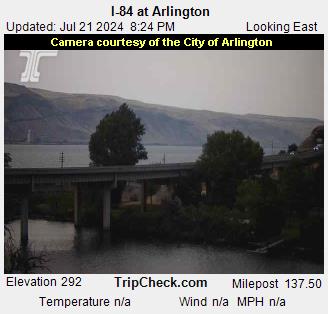 I-84 at Arlington
Updated: Jul 21 2024 8:24 PM Looking East
Camera courtesy of the City of Arlington
Elevation 292 TripCheck.com Milepost 137.50
Temperature n/a Wind n/a MPH n/a